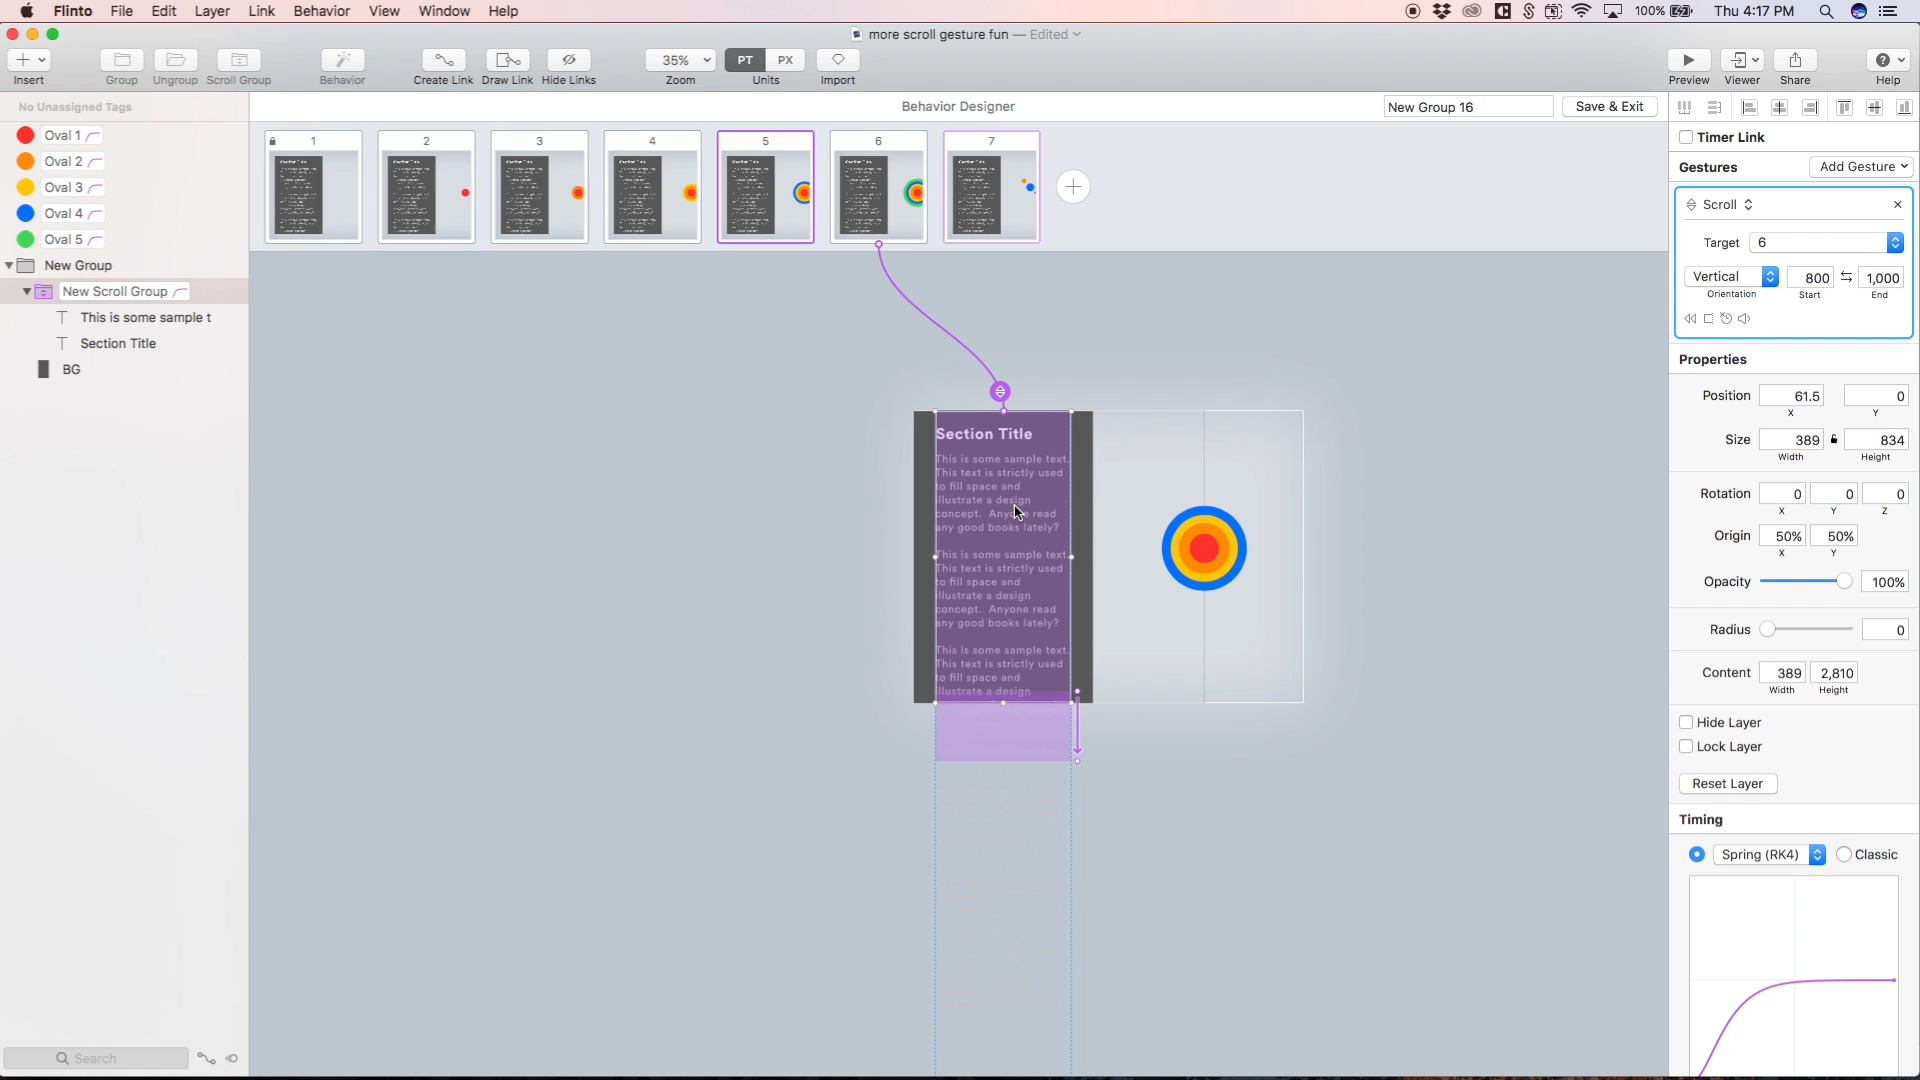 Flinto File Edit Layer Link Behavior View Window Help 100% Thu 4:17 PM
more scroll gesture fun — Edited
35% PT PX
Insert Group Ungroup Scroll Group Behavior Create Link Draw Link Hide Links Zoom Units Import Preview Viewer Share Help
No Unassigned Tags
Behavior Designer
New Group 16
Save & Exit
Oval 1
Oval 2
Oval 3
Oval 4
Oval 5
New Group
New Scroll Group
This is some sample t
Section Title
BG
Search
1 2 3 4 5 6 7
Section Title
This is some sample text.
This text is strictly used
to fill space and
illustrate a design
concept. Anyone read
any good books lately?
This is some sample text.
This text is strictly used
to fill space and
illustrate a design
concept. Anyone read
any good books lately?
This is some sample text.
This text is strictly used
to fill space and
illustrate a design
Timer Link
Gestures Add Gesture
Scroll
Target 6
Vertical 800 1,000
Orientation Start End
Properties
Position 61.5 0
X Y
Size 389 834
Width Height
Rotation 0 0 0
X Y Z
Origin 50% 50%
X Y
Opacity 100%
Radius 0
Content 389 2,810
Width Height
Hide Layer
Lock Layer
Reset Layer
Timing
Spring (RK4) Classic